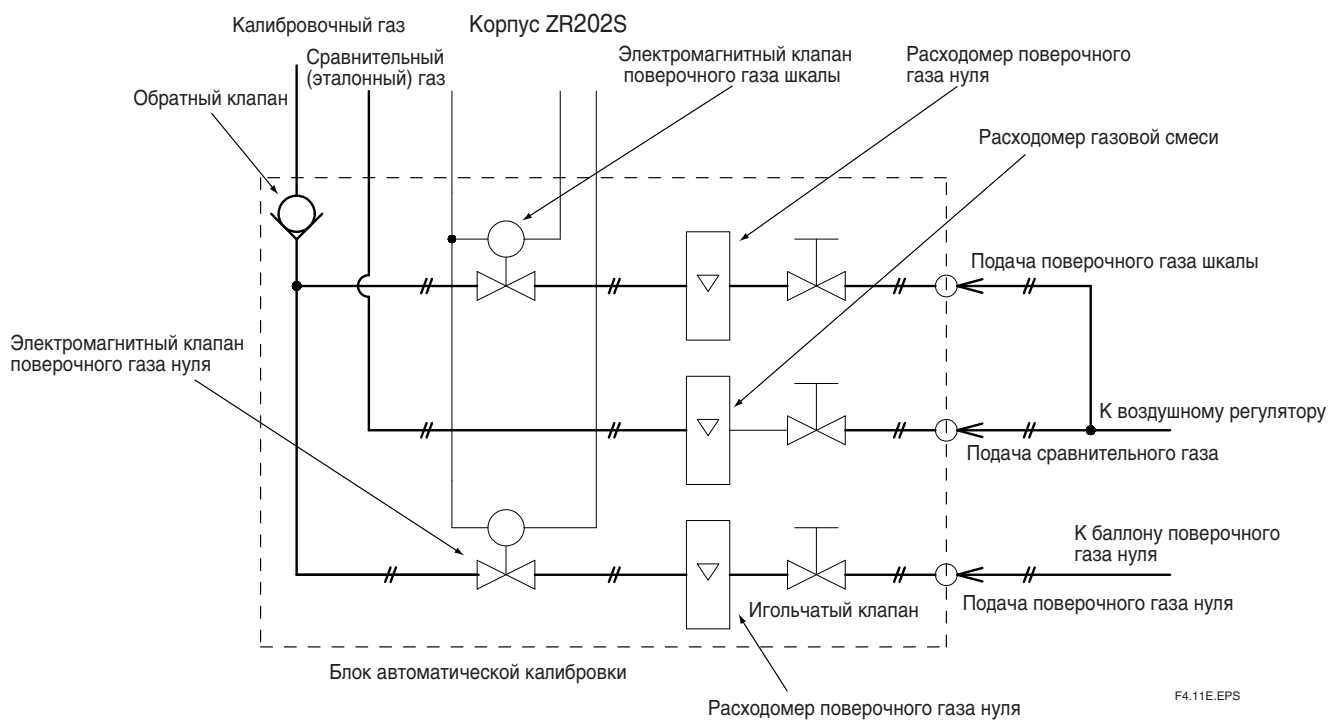 Калибровочный газ
Корпус ZR202S
Сравнительный
(эталонный) газ
Электромагнитный клапан
поверочного газа шкалы
Расходомер поверочного
газа нуля
Обратный клапан
Расходомер газовой смеси
Подача поверочного газа шкалы
Электромагнитный клапан
поверочного газа нуля
К воздушному регулятору
Подача сравнительного газа
К баллону поверочного
газа нуля
Игольчатый клапан
Подача поверочного газа нуля
Блок автоматической калибровки
Расходомер поверочного газа нуля
F4.11E.EPS